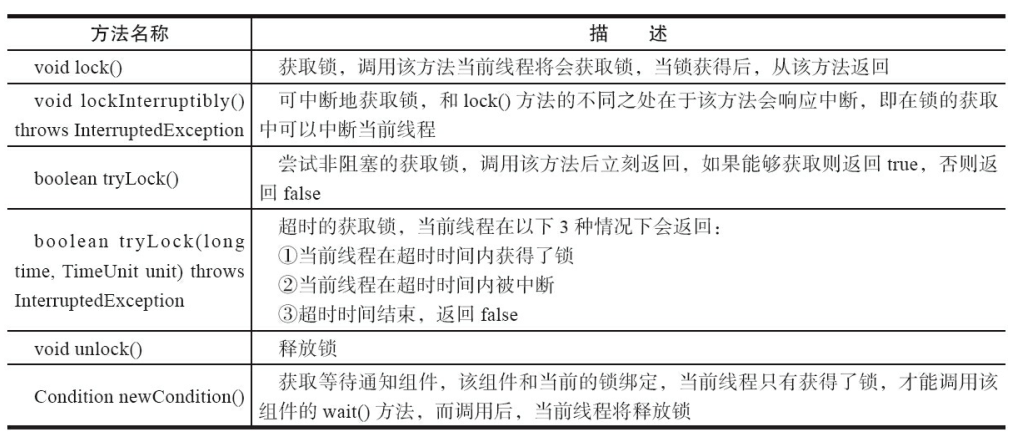 方法名称 描 述
void lock() 获取锁，调用该方法当前线程将会获取锁，当锁获得后，从该方法返回
void lockInterruptibly() throws InterruptedException 可中断地获取锁，和 lock() 方法的不同之处在于该方法会响应中断，即在锁的获取
中可以中断当前线程
boolean tryLock() 尝试非阻塞的获取锁，调用该方法后立刻返回，如果能够获取则返回 true，否则返
回 false
boolean tryLock(long
time, TimeUnit unit) throws
InterruptedException
超时的获取锁，当前线程在以下 3 种情况下会返回：
①当前线程在超时时间内获得了锁
②当前线程在超时时间内被中断
③超时时间结束，返回 false
void unlock() 释放锁
Condition newCondition() 获取等待通知组件，该组件和当前的锁绑定，当前线程只有获得了锁，才能调用该
组件的 wait() 方法，而调用后，当前线程将释放锁